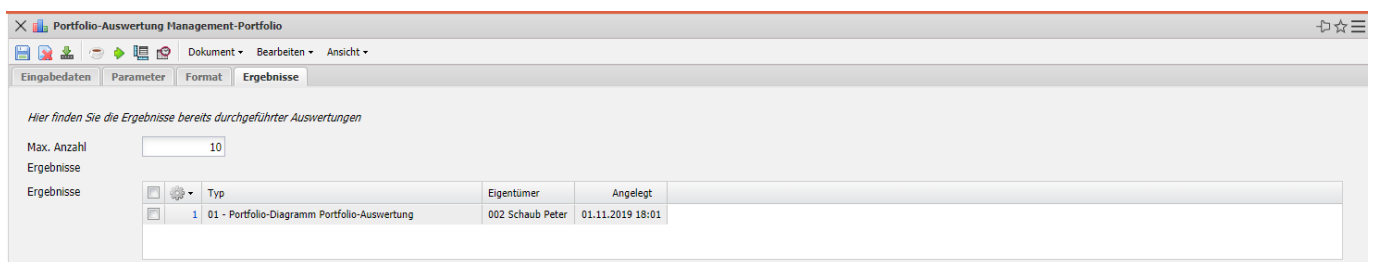 Portfolio-Auswertung Management-Portfolio
Dokument Bearbeiten Ansicht
Eingabedaten Parameter Format Ergebnisse
Hier finden Sie die Ergebnisse bereits durchgeführter Auswertungen
Max. Anzahl 10
Ergebnisse
Ergebnisse Typ Eigentümer Angelegt
1 01 - Portfolio-Diagramm Portfolio-Auswertung 002 Schaub Peter 01.11.2019 18:01